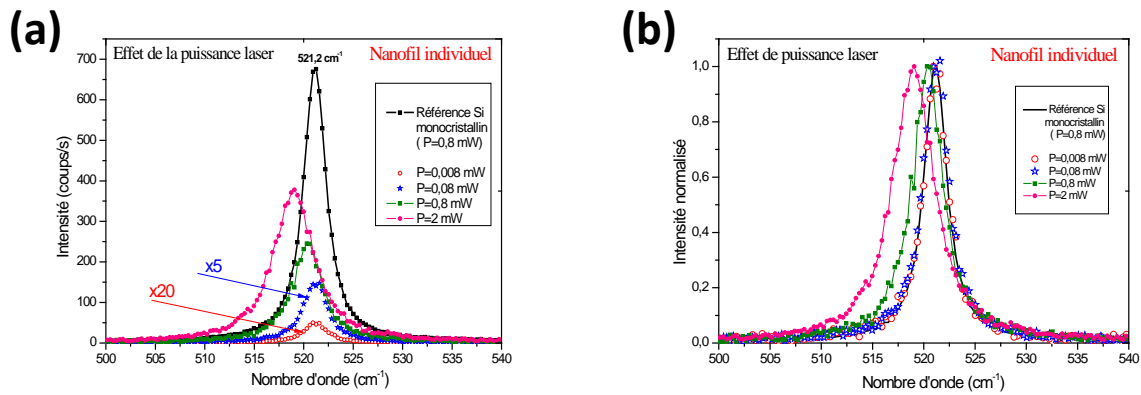 (a)
Effet de la puissance laser
Nanofil individuel
521,2 cm-1
Référence Si
monocristallin
( P=0,8 mW)
P=0,008 mW
P=0,08 mW
P=0,8 mW
P=2 mW
x5
x20
700
600
500
400
300
200
100
50
0
Intensité (coups/s)
500 505 510 515 520 525 530 535 540
Nombre d'onde (cm-1)
(b)
Effet de puissance laser
Nanofil individuel
Référence Si
monocristallin
( P=0,8 mW)
P=0,008 mW
P=0,08 mW
P=0,8 mW
P=2 mW
1,0
0,8
0,6
0,4
0,2
0,0
Intensité normalisé
500 505 510 515 520 525 530 535 540
Nombre d'onde (cm-1)